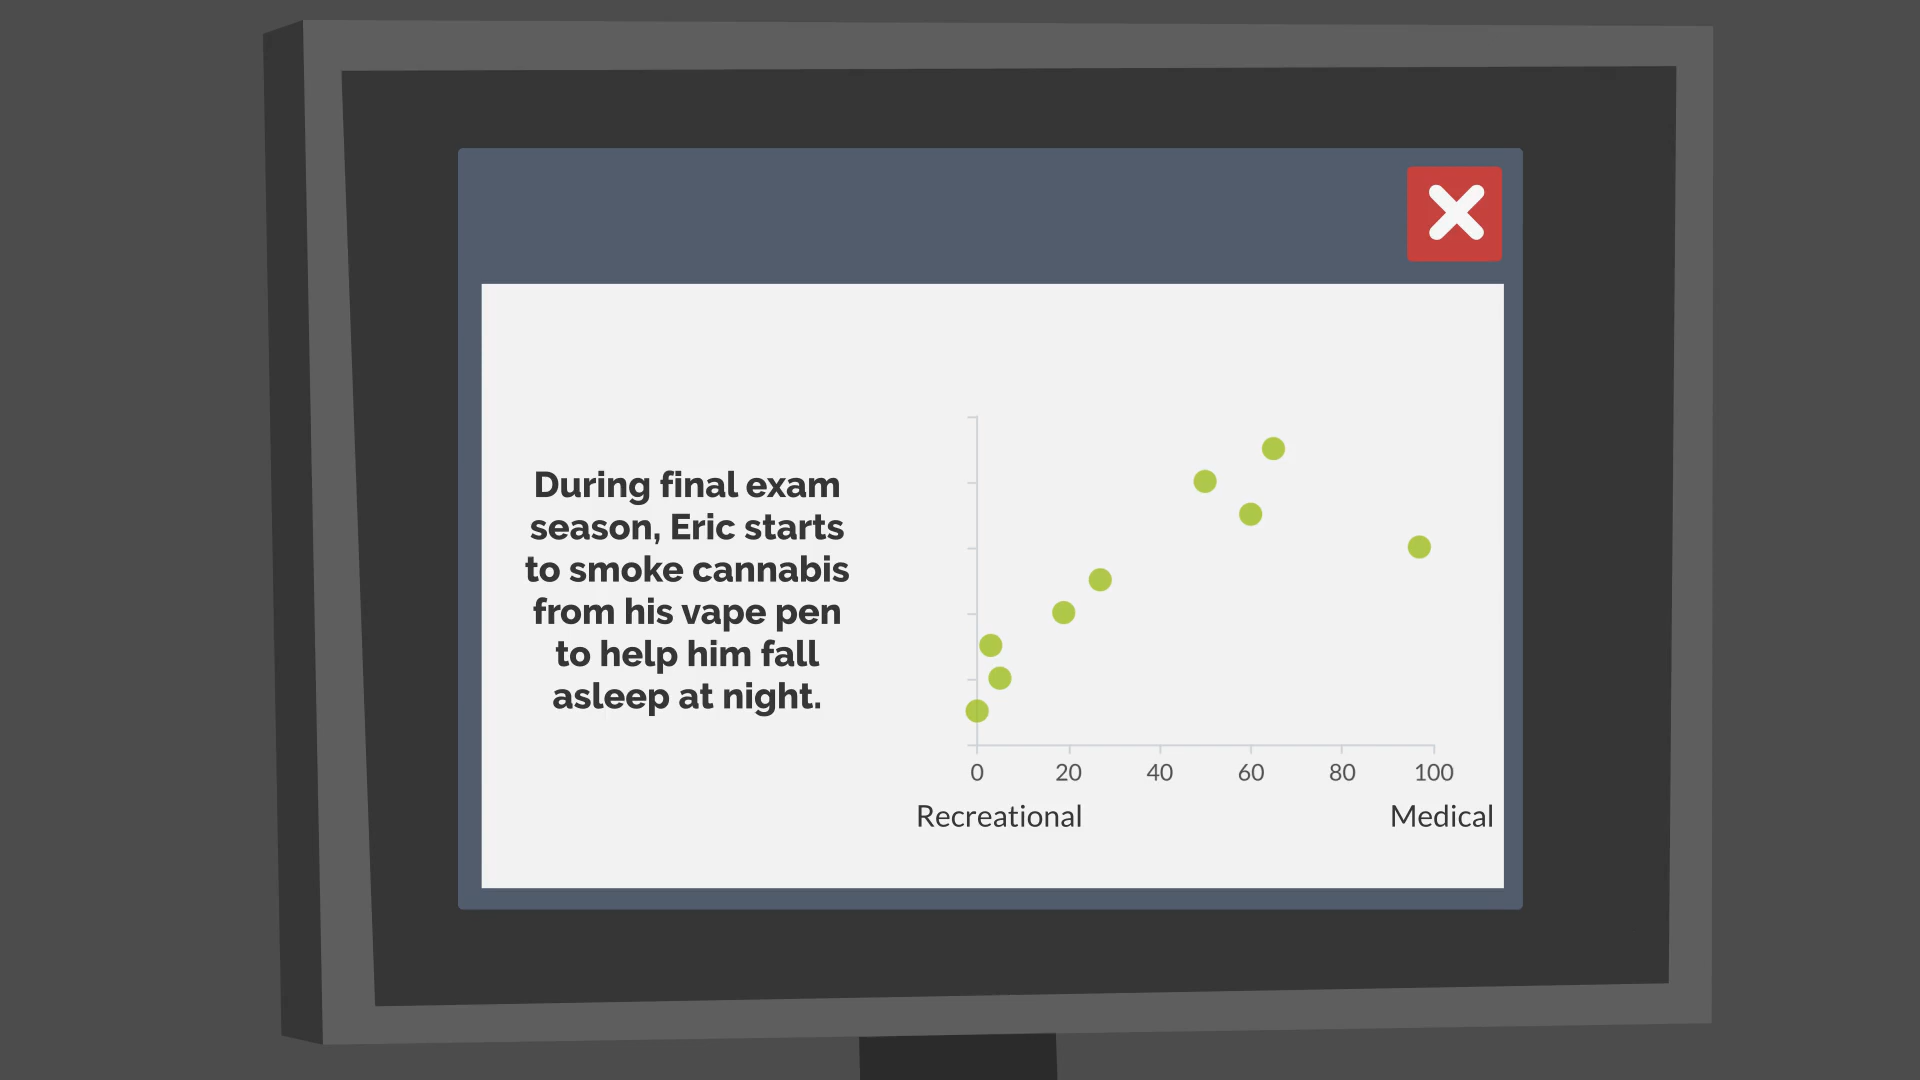 During final exam
season, Eric starts
to smoke cannabis
from his vape pen
to help him fall
asleep at night.
0 20 40 60 80 100
Recreational Medical